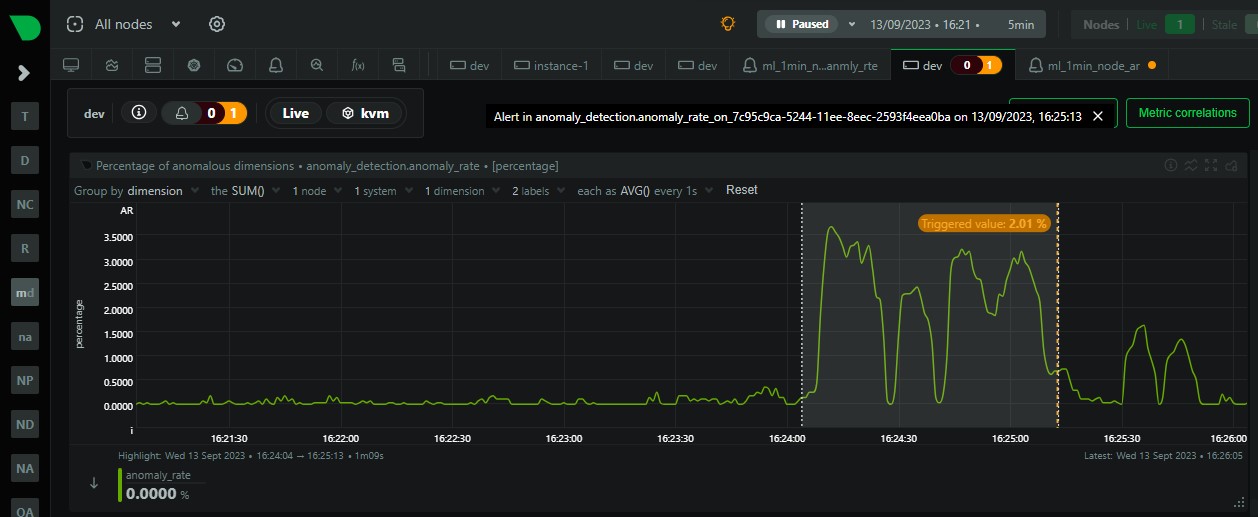 All nodes
Paused 13/09/2023 • 16:21 • 5min
Nodes Live 1 Stale
f(x) dev instance-1 dev dev ml_1min_n...anmly_rte dev 0 1 ml_1min_node_ar
dev 0 1 Live kvm
Alert in anomaly_detection.anomaly_rate_on_7c95c9ca-5244-11ee-8eec-2593f4eea0ba on 13/09/2023, 16:25:13
Metric correlations
T
D
NC
R
md
na
NP
ND
NA
OA
Percentage of anomalous dimensions • anomaly_detection.anomaly_rate • [percentage]
Group by dimension the SUM() 1 node 1 system 1 dimension 2 labels each as AVG() every 1s Reset
AR
3.5000
3.0000
2.5000
2.0000
1.5000
1.0000
0.5000
0.0000
i
percentage
Triggered value: 2.01 %
16:21:30 16:22:00 16:22:30 16:23:00 16:23:30 16:24:00 16:24:30 16:25:00 16:25:30 16:26:00
Highlight: Wed 13 Sept 2023 • 16:24:04 → 16:25:13 • 1m09s
Latest: Wed 13 Sept 2023 • 16:26:05
anomaly_rate
0.0000 %